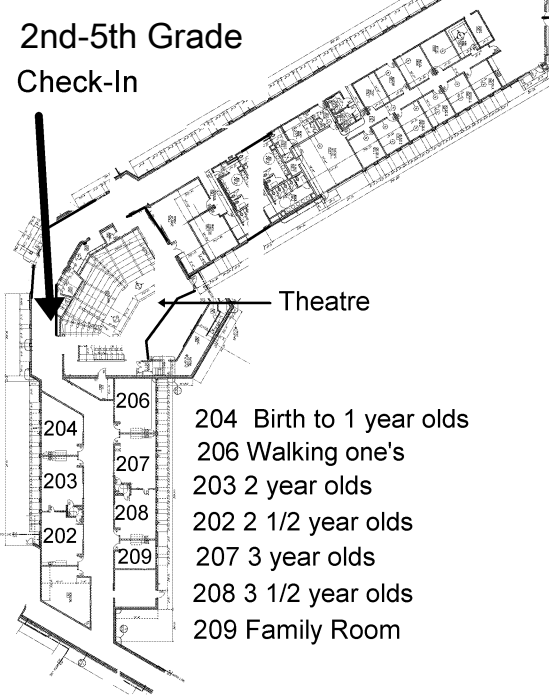 2nd-5th Grade
Check-In
Theatre
206
204
207
203
208
202
209
204 Birth to 1 year olds
206 Walking one's
203 2 year olds
202 2 1/2 year olds
207 3 year olds
208 3 1/2 year olds
209 Family Room